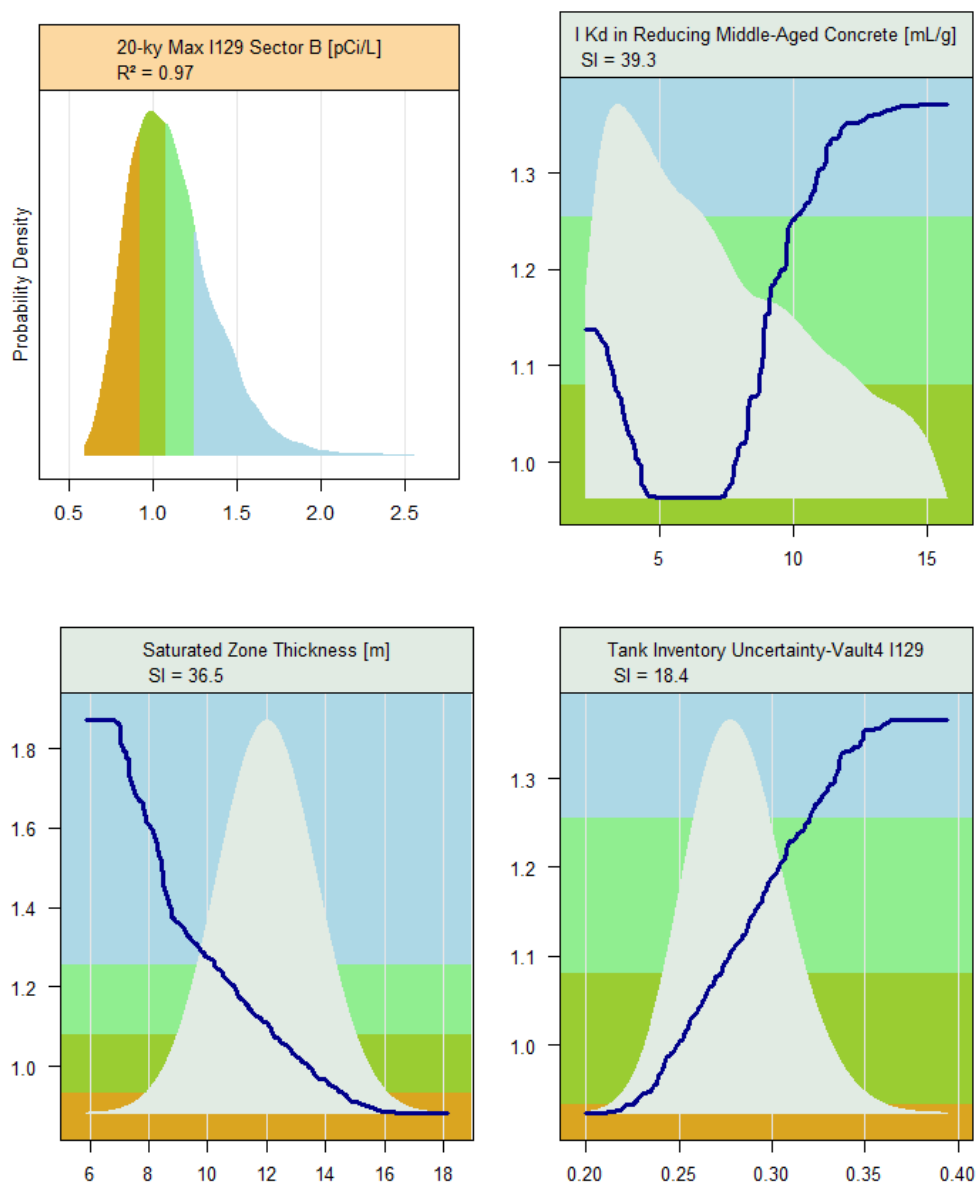 20-ky Max I129 Sector B [pCi/L]
R² = 0.97
Probability Density
0.5 1.0 1.5 2.0 2.5
I Kd in Reducing Middle-Aged Concrete [mL/g]
SI = 39.3
1.3
1.2
1.1
1.0
5 10 15
Saturated Zone Thickness [m]
SI = 36.5
1.8
1.6
1.4
1.2
1.0
6 8 10 12 14 16 18
Tank Inventory Uncertainty-Vault4 I129
SI = 18.4
1.3
1.2
1.1
1.0
0.20 0.25 0.30 0.35 0.40